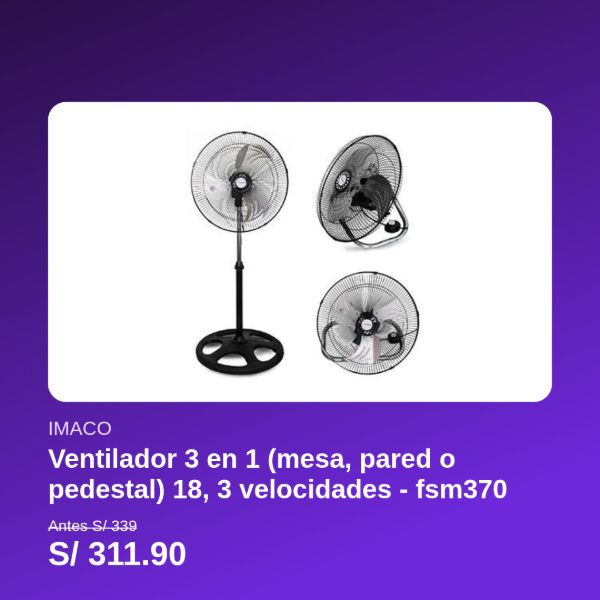 IMACO
Ventilador 3 en 1 (mesa, pared o
pedestal) 18, 3 velocidades - fsm370
Antes S/ 339
S/ 311.90